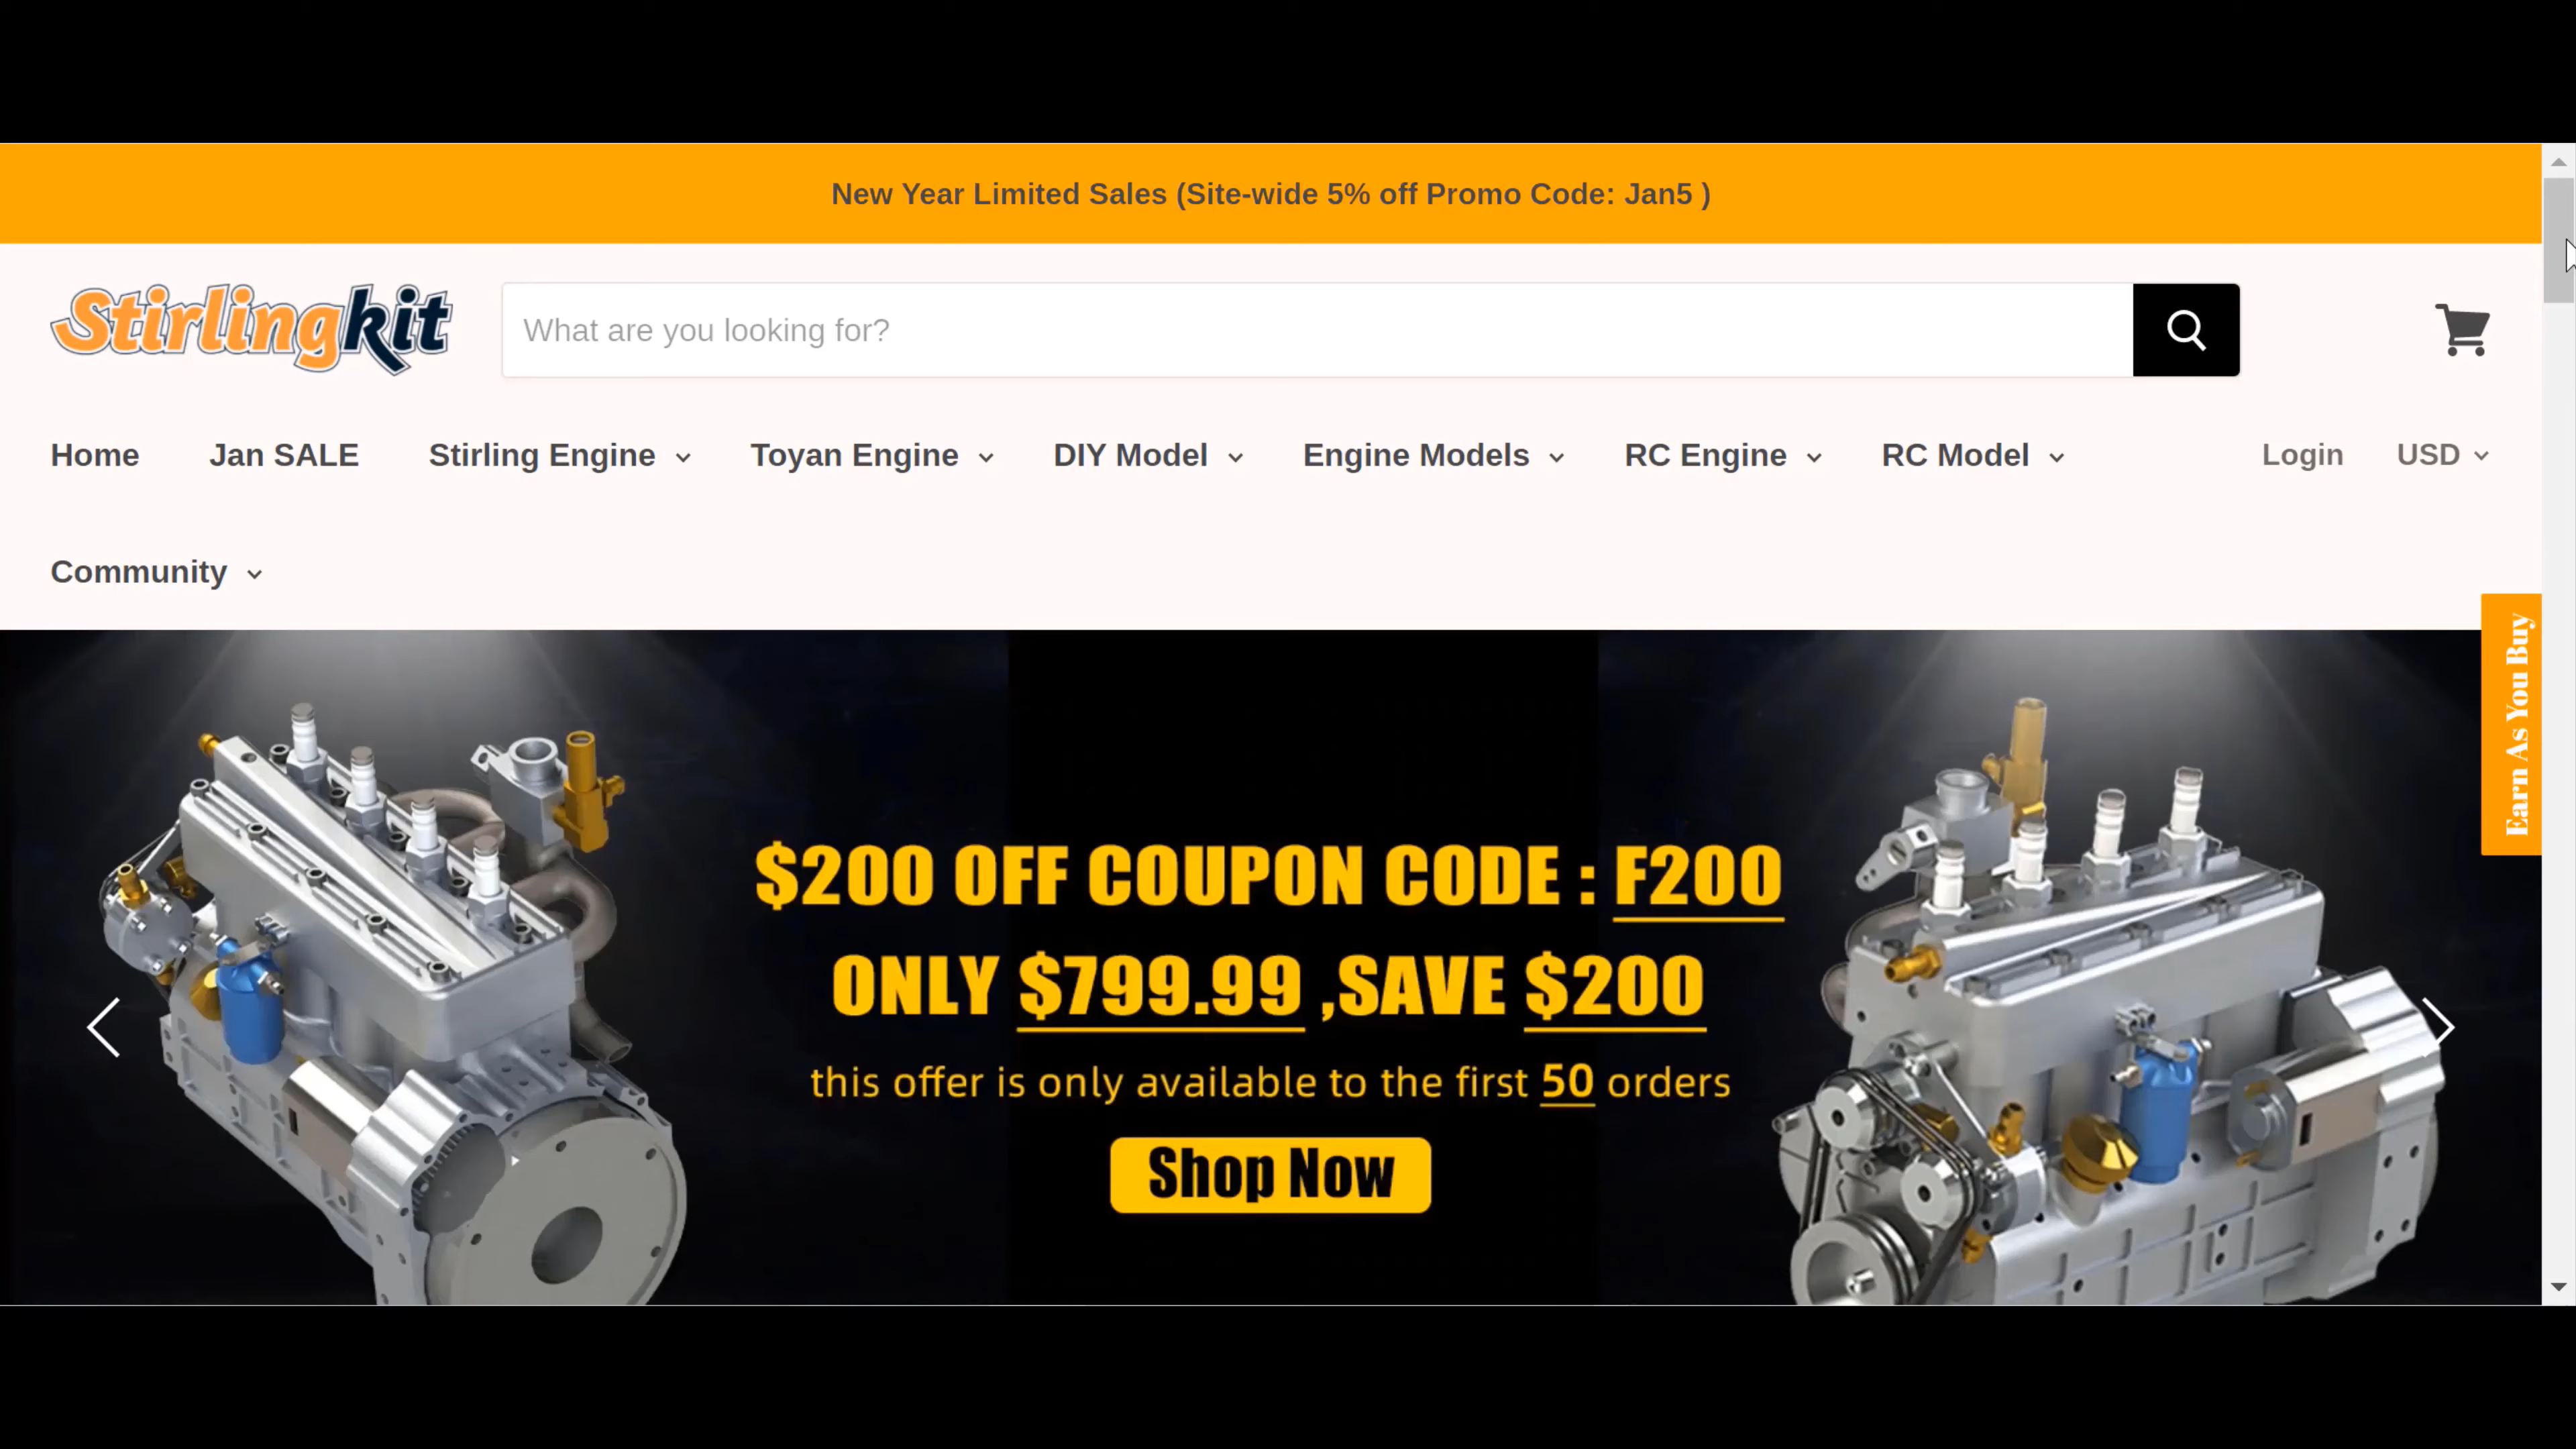 New Year Limited Sales (Site-wide 5% off Promo Code: Jan5 )
Stirlingkit
What are you looking for?
Home Jan SALE Stirling Engine Toyan Engine DIY Model Engine Models RC Engine RC Model Login USD
Community
Earn As You Buy
$200 OFF COUPON CODE : F200
ONLY $799.99 ,SAVE $200
this offer is only available to the first 50 orders
Shop Now